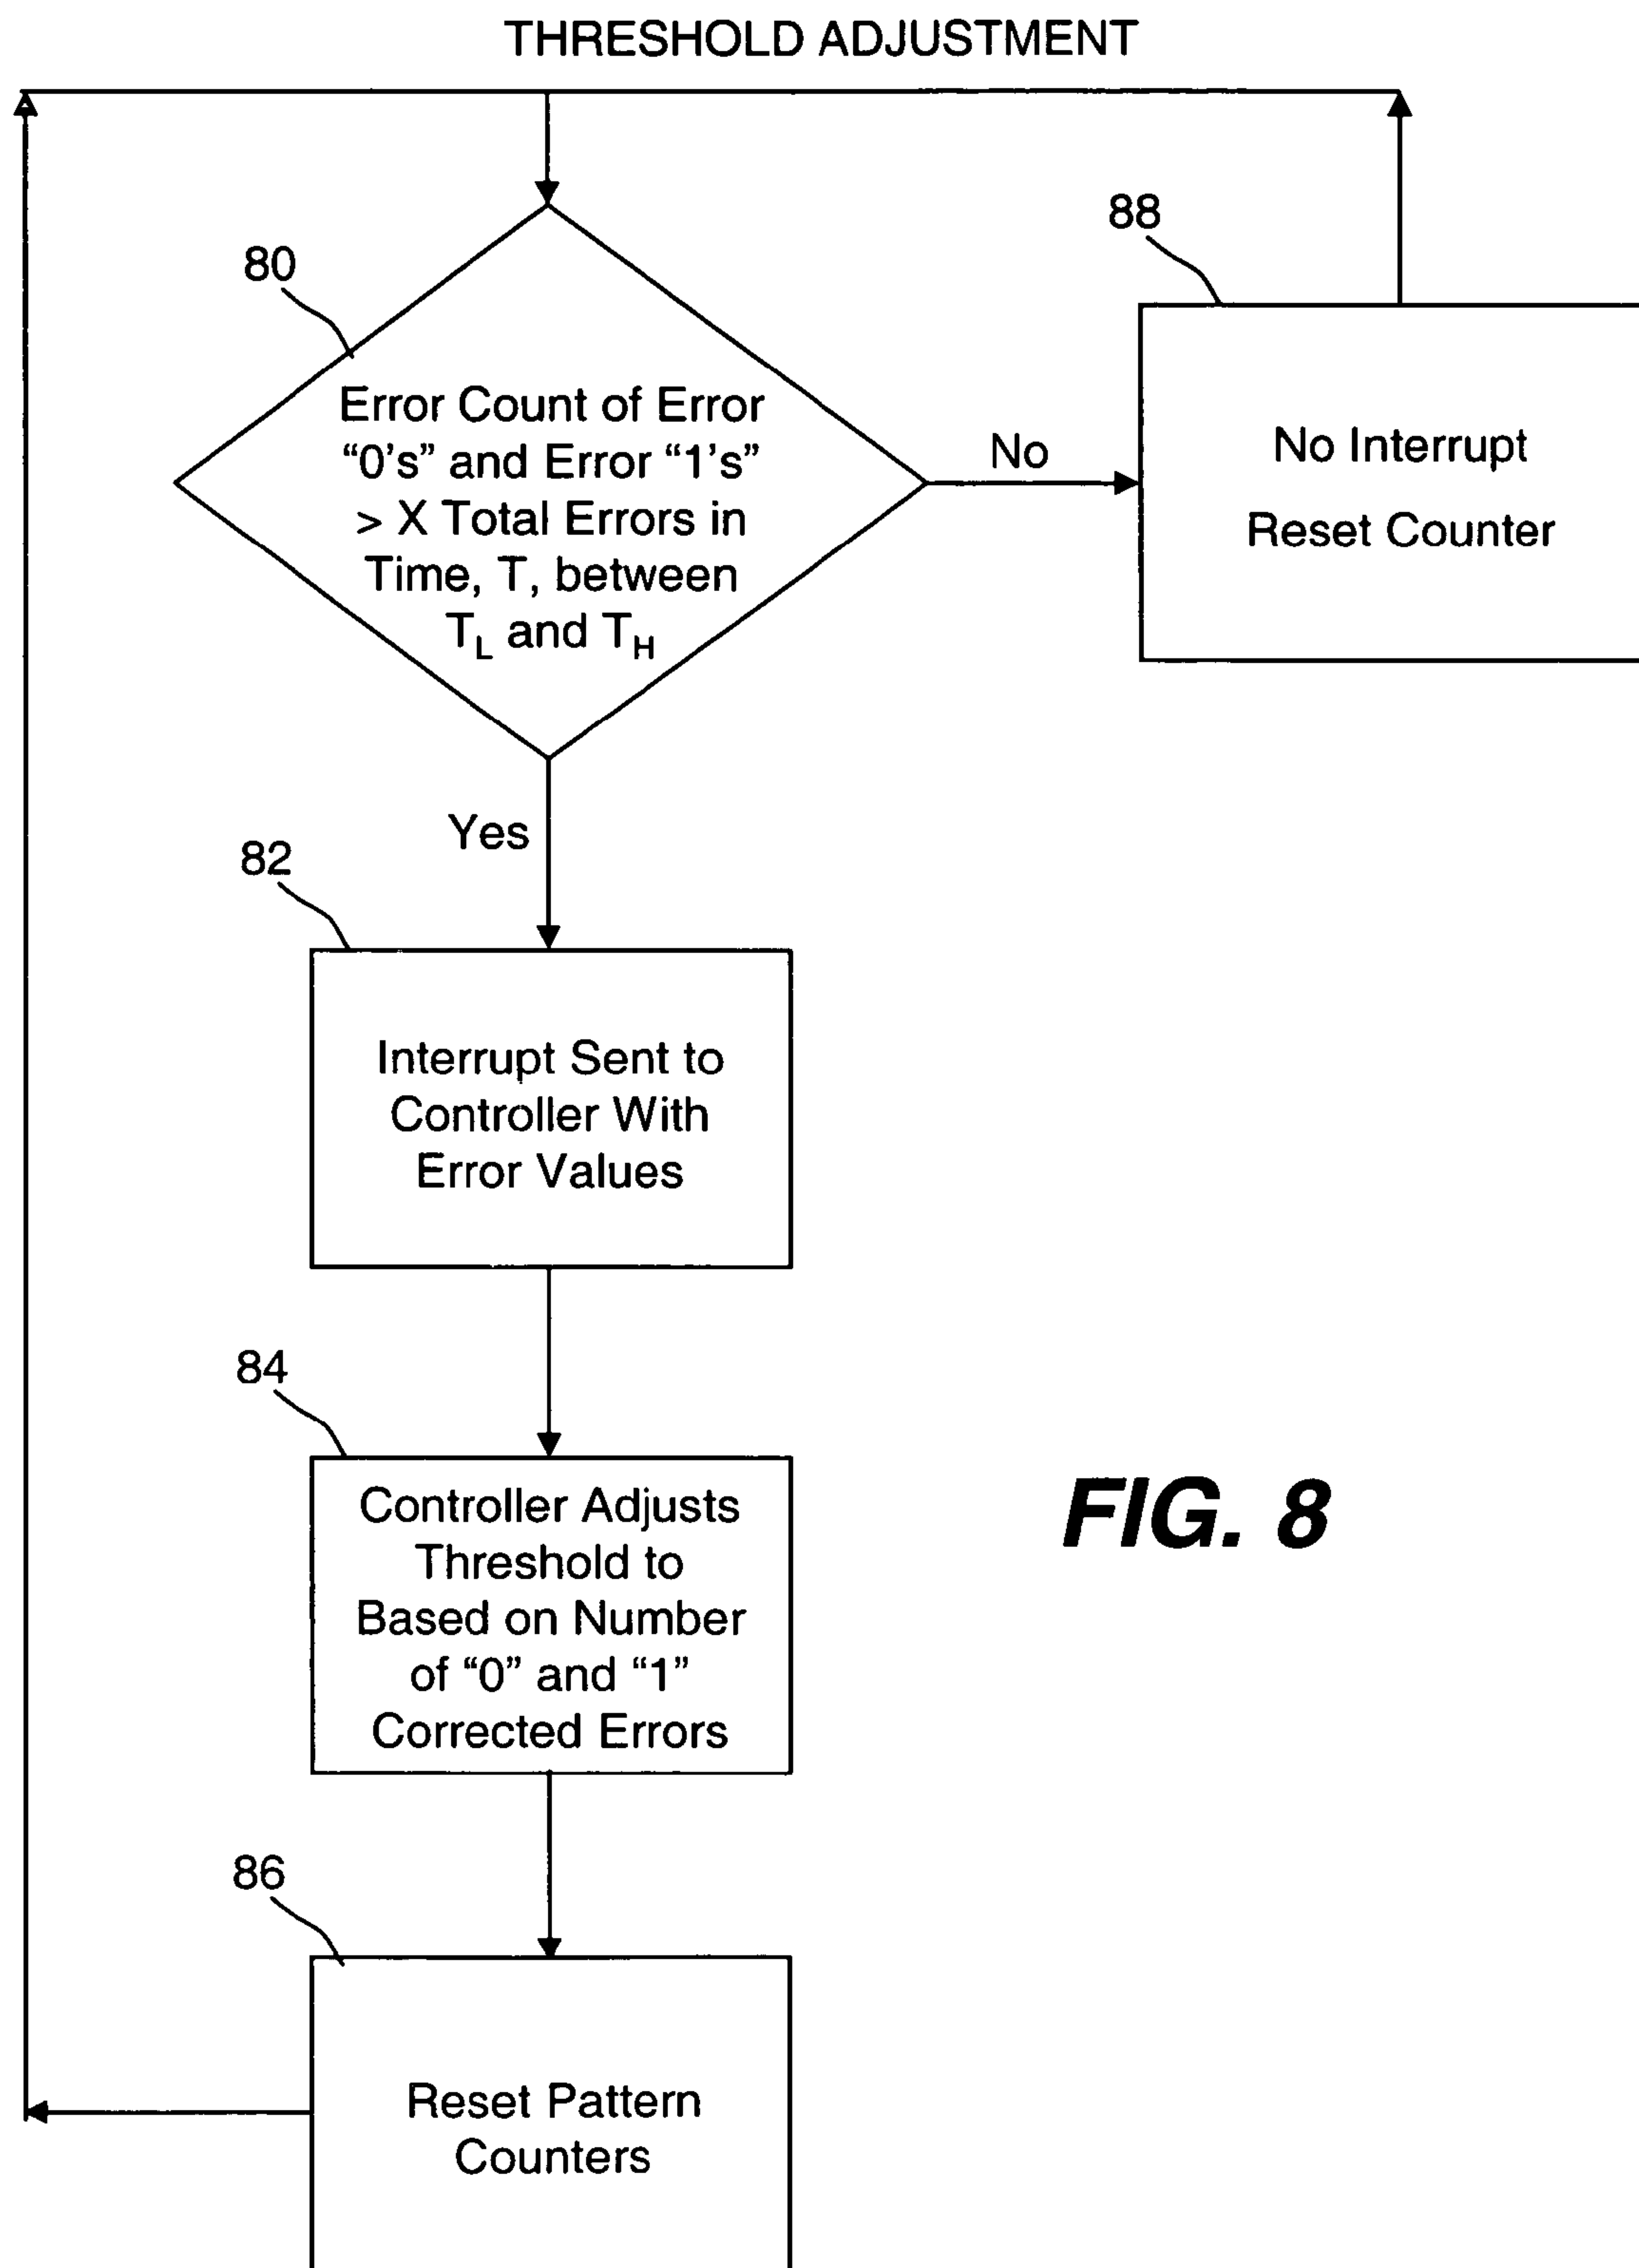 THRESHOLD ADJUSTMENT
80
Error Count of Error
“0’s” and Error “1’s”
> X Total Errors in
Time, T, between
TL and TH
No
88
No Interrupt
Reset Counter
Yes
82
Interrupt Sent to
Controller With
Error Values
84
Controller Adjusts
Threshold to
Based on Number
of “0” and “1”
Corrected Errors
FIG. 8
86
Reset Pattern
Counters